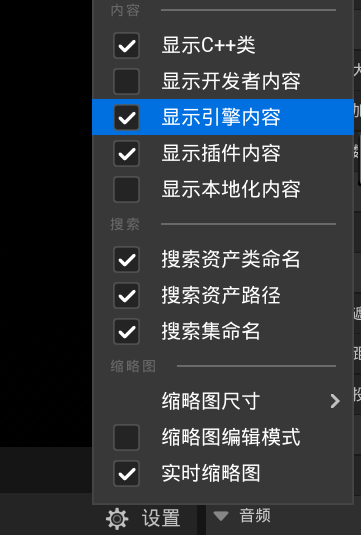 内容
显示C++类
显示开发者内容
显示引擎内容
显示插件内容
显示本地化内容
搜索
搜索资产类命名
搜索资产路径
搜索集命名
缩略图
缩略图尺寸
缩略图编辑模式
实时缩略图
设置
音频